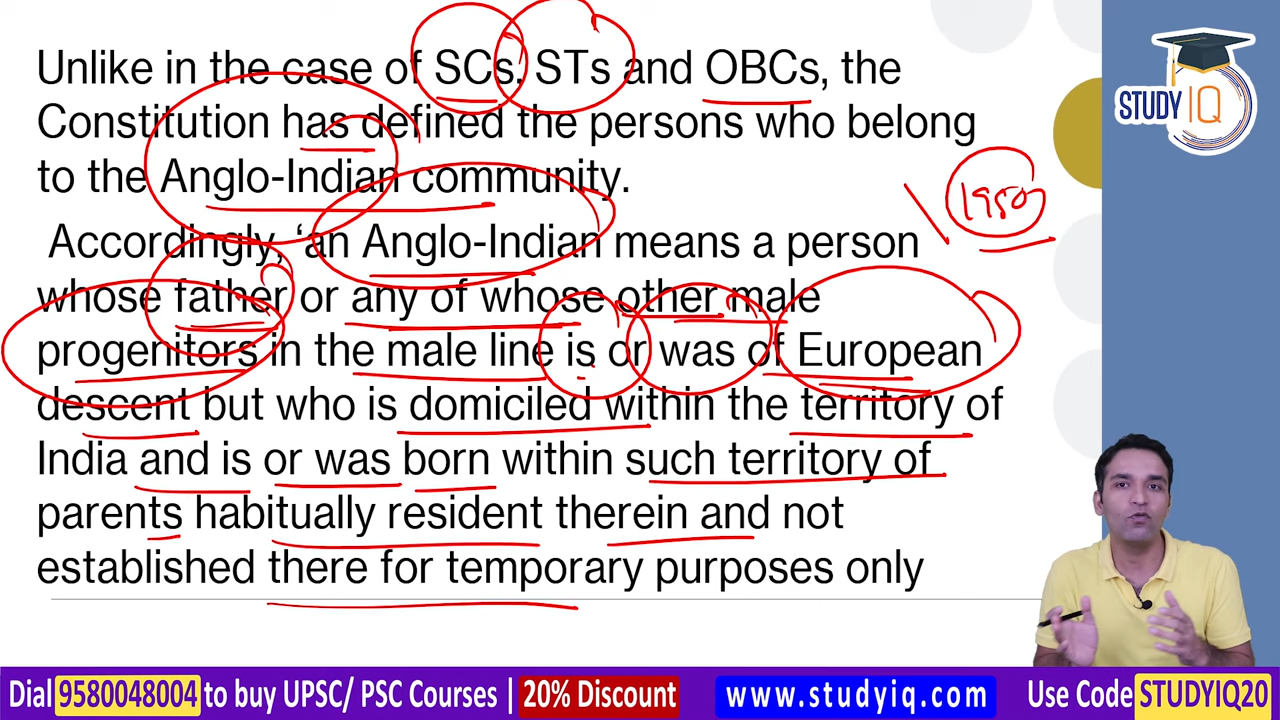 Unlike in the case of SCs, STs and OBCs, the
Constitution has defined the persons who belong
to the Anglo-Indian community.
Accordingly, ‘an Anglo-Indian means a person
whose father or any of whose other male
progenitors in the male line is or was of European
descent but who is domiciled within the territory of
India and is or was born within such territory of
parents habitually resident therein and not
established there for temporary purposes only
STUDY IQ
1950
Dial 9580048004 to buy UPSC/ PSC Courses | 20% Discount www.studyiq.com Use Code STUDYIQ20